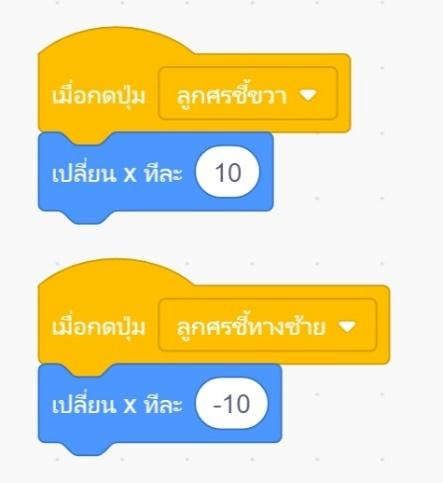 เมื่อกดปุ่ม ลูกศรชี้ขวา
เปลี่ยน x ทีละ 10
เมื่อกดปุ่ม ลูกศรชี้ทางซ้าย
เปลี่ยน x ทีละ -10